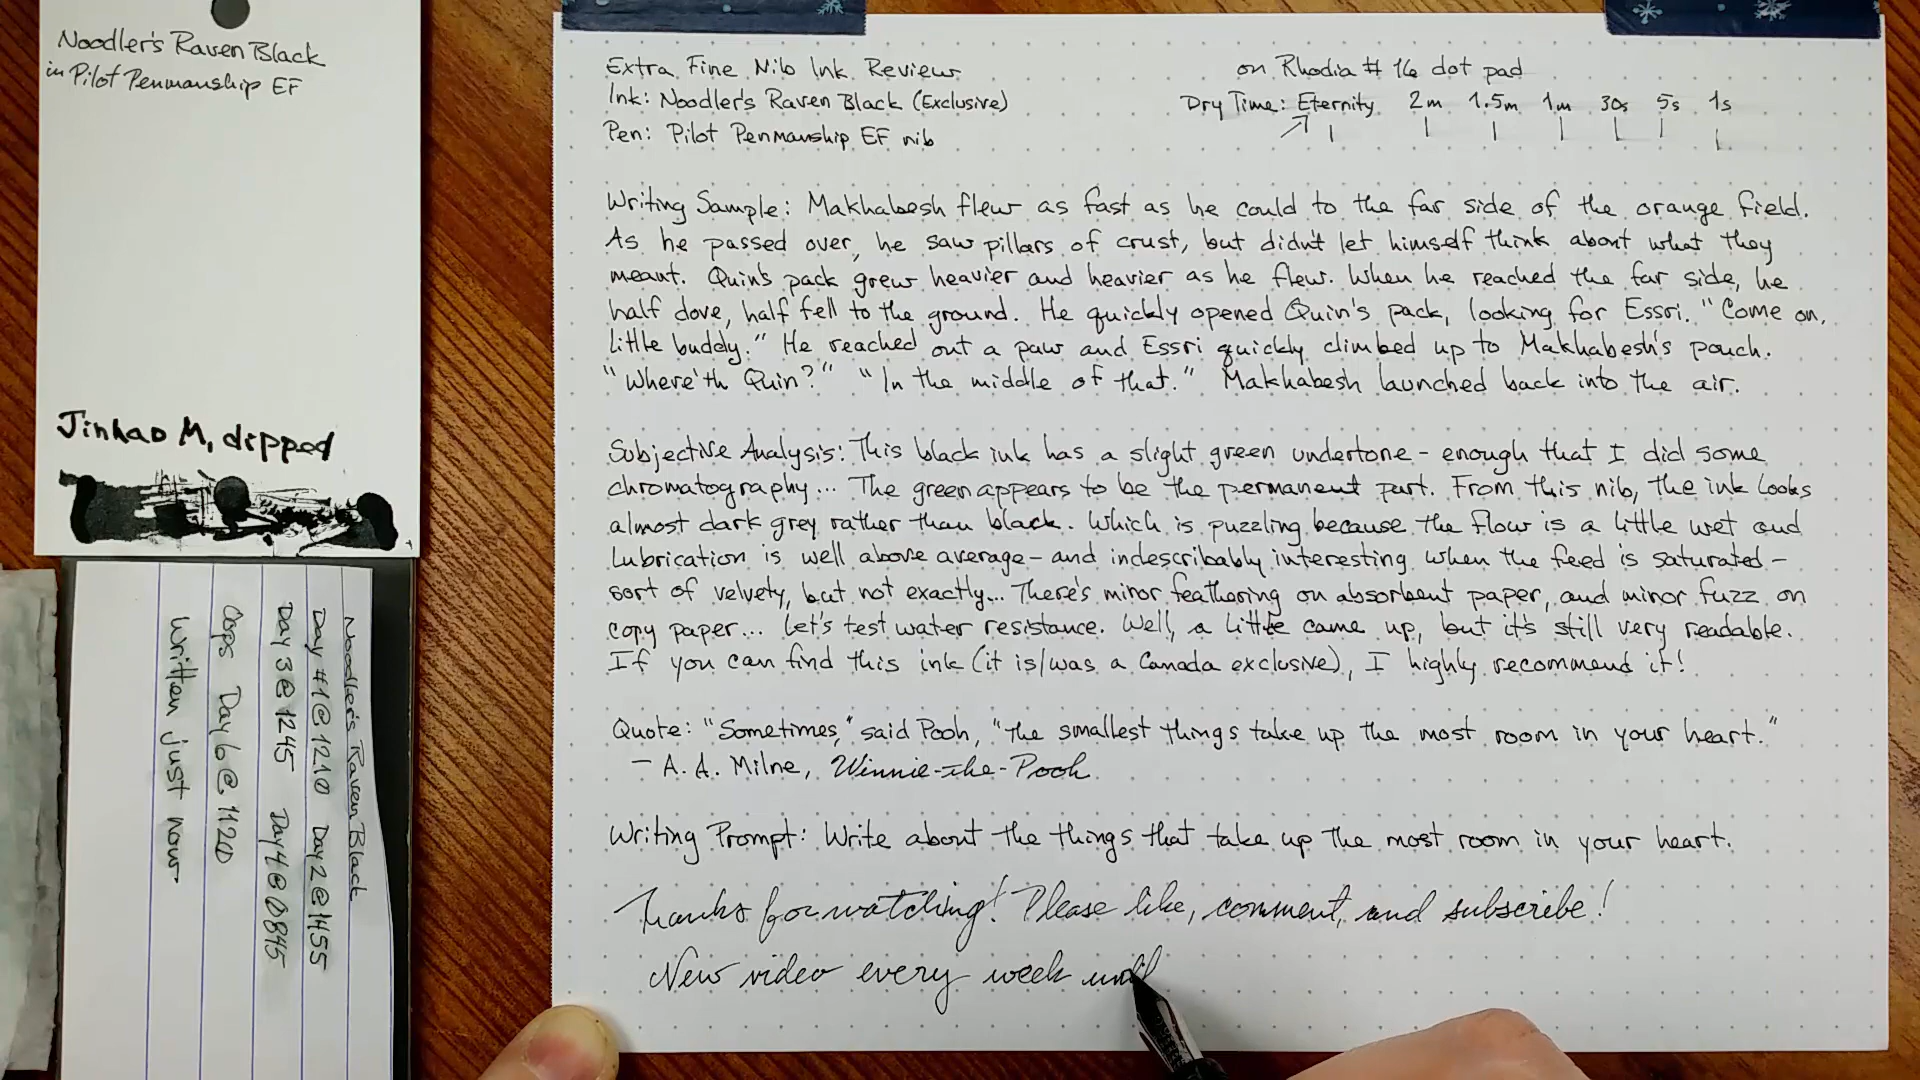 Noodler's Raven Black
in Pilot Penmanship EF
Jinhao M, dipped
Noodler's Raven Black
Day #1@1210 Day 2@1455
Day 3@1245 Day 4@0845
Oops Day 6@1120
Written just now
Extra Fine Nib Ink Review
Ink: Noodler's Raven Black (Exclusive)
Pen: Pilot Penmanship EF nib
on Rhodia #16 dot pad
Dry Time: Eternity 2m 1.5m 1m 30s 5s 1s
Writing Sample: Makhabesh flew as fast as he could to the far side of the orange field.
As he passed over, he saw pillars of crust, but didn't let himself think about what they
meant. Quin's pack grew heavier and heavier as he flew. When he reached the far side, he
half dove, half fell to the ground. He quickly opened Quin's pack, looking for Essri. "Come on,
little buddy." He reached out a paw and Essri quickly climbed up to Makhabesh's pouch.
"Where'th Quin?" "In the middle of that." Makhabesh launched back into the air.
Subjective Analysis: This black ink has a slight green undertone - enough that I did some
chromatography... The green appears to be the permanent part. From this nib, the ink looks
almost dark grey rather than black. Which is puzzling because the flow is a little wet and
lubrication is well above average - and indescribably interesting when the feed is saturated -
sort of velvety, but not exactly... There's minor feathering on absorbent paper, and minor fuzz on
copy paper... Let's test water resistance. Well, a little came up, but it's still very readable.
If you can find this ink (it is/was a Canada exclusive), I highly recommend it!
Quote: "Sometimes," said Pooh, "the smallest things take up the most room in your heart."
- A. A. Milne, Winnie-the-Pooh
Writing Prompt: Write about the things that take up the most room in your heart.
Thanks for watching! Please like, comment, and subscribe!
New video every week until